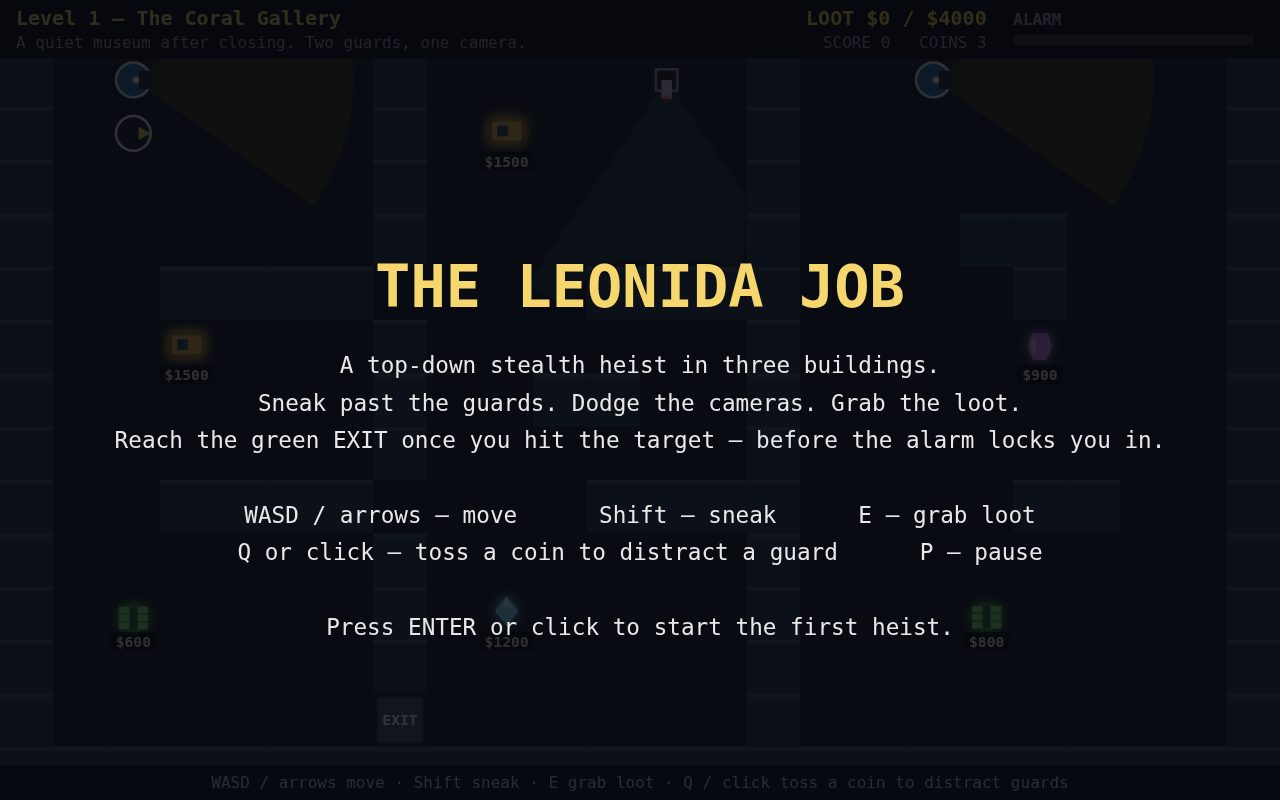 Level 1 — The Coral Gallery
A quiet museum after closing. Two guards, one camera.
LOOT $0 / $4000
ALARM
SCORE 0 COINS 3
$1500
THE LEONIDA JOB
A top-down stealth heist in three buildings.
$1500
$900
Sneak past the guards. Dodge the cameras. Grab the loot.
Reach the green EXIT once you hit the target — before the alarm locks you in.
WASD / arrows — move Shift — sneak E — grab loot
Q or click — toss a coin to distract a guard P — pause
Press ENTER or click to start the first heist.
$600
$1200
$800
EXIT
WASD / arrows move · Shift sneak · E grab loot · Q / click toss a coin to distract guards